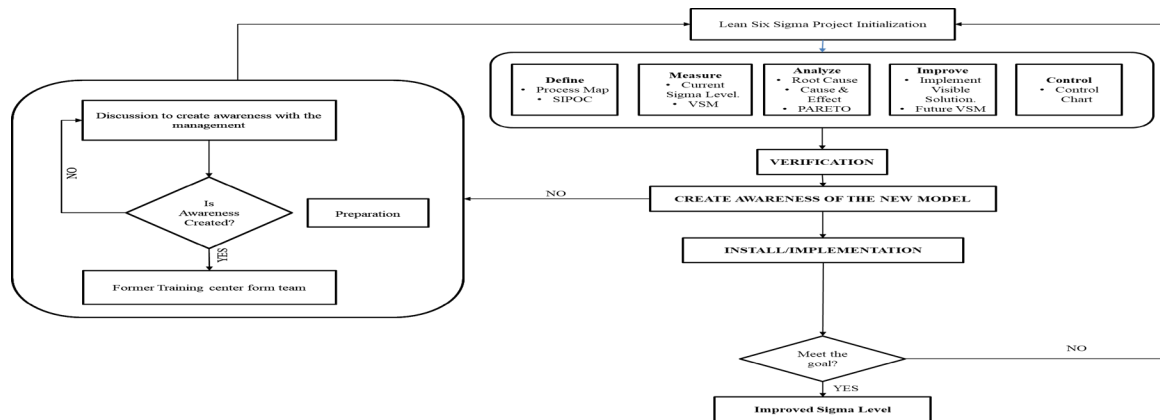 Lean Six Sigma Project Initialization
Define
• Process Map
• SIPOC
Measure
• Current
Sigma Level.
• VSM
Analyze
• Root Cause
• Cause &
Effect
• PARETO
Improve
• Implement
Visible
Solution.
• Future VSM
Control
• Control
Chart
Discussion to create awareness with the
management
NO
Is
Awareness
Created?
Preparation
YES
Former Training center form team
VERIFICATION
NO
CREATE AWARENESS OF THE NEW MODEL
INSTALL/IMPLEMENTATION
Meet the
goal?
NO
YES
Improved Sigma Level